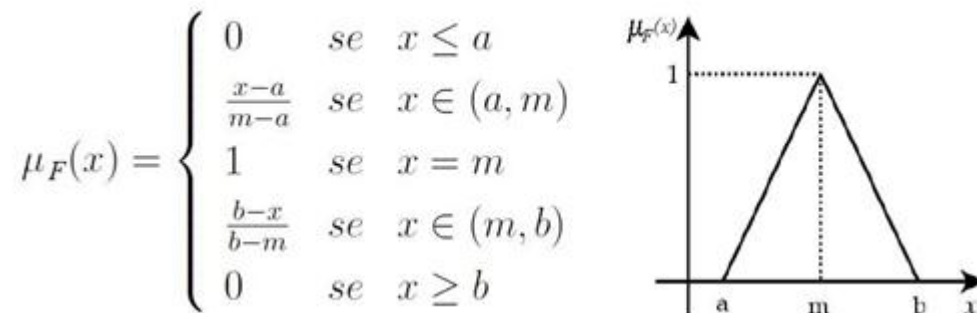 0 se x ≤ a
x−a / m−a se x ∈ (a, m)
μF(x) = { 1 se x = m
b−x / b−m se x ∈ (m, b)
0 se x ≥ b
μF(x)
1
a m b x